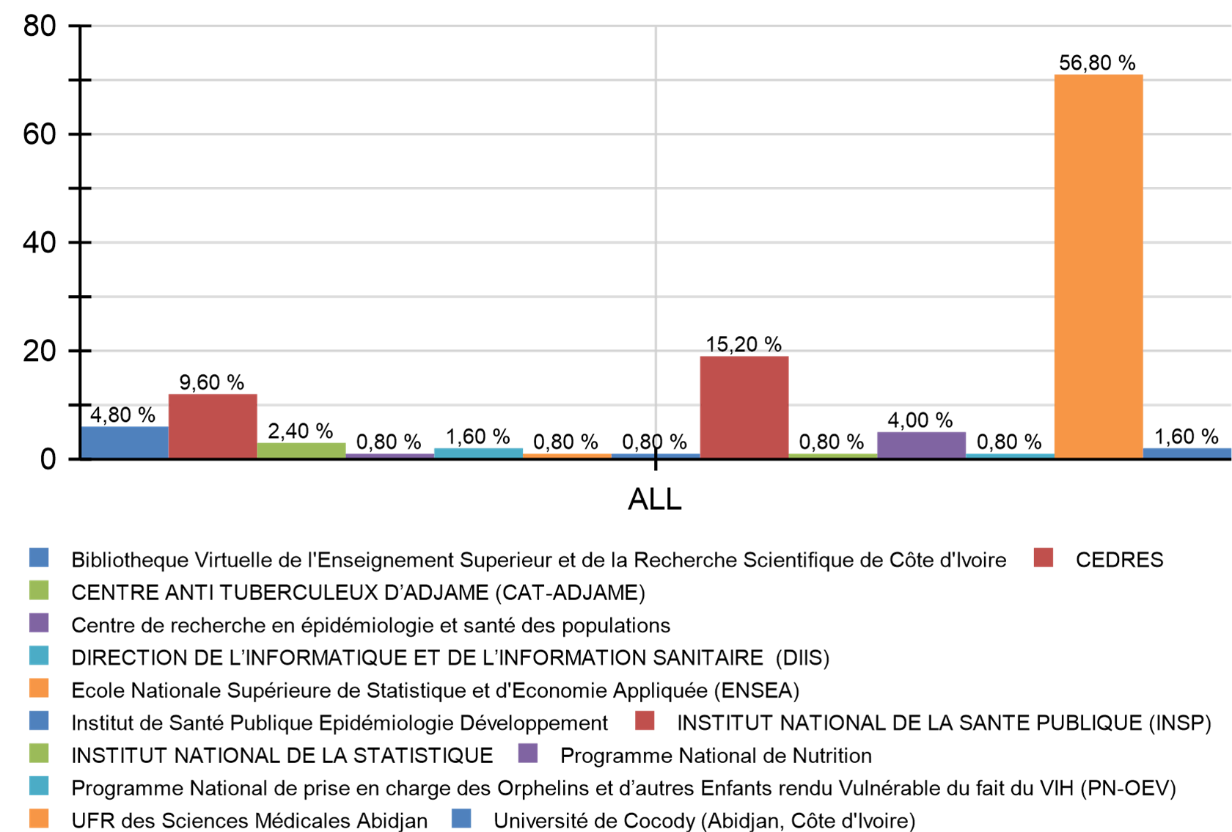 80
56,80 %
60
40
20
15,20 %
9,60 %
4,80 %
2,40 %
0,80 %
1,60 %
0,80 %
0,80 %
0,80 %
4,00 %
0,80 %
1,60 %
0
ALL
Bibliotheque Virtuelle de l'Enseignement Superieur et de la Recherche Scientifique de Côte d'Ivoire CEDRES
CENTRE ANTI TUBERCULEUX D’ADJAME (CAT-ADJAME)
Centre de recherche en épidémiologie et santé des populations
DIRECTION DE L’INFORMATIQUE ET DE L’INFORMATION SANITAIRE (DIIS)
Ecole Nationale Supérieure de Statistique et d'Economie Appliquée (ENSEA)
Institut de Santé Publique Epidémiologie Développement INSTITUT NATIONAL DE LA SANTE PUBLIQUE (INSP)
INSTITUT NATIONAL DE LA STATISTIQUE Programme National de Nutrition
Programme National de prise en charge des Orphelins et d’autres Enfants rendu Vulnérable du fait du VIH (PN-OEV)
UFR des Sciences Médicales Abidjan Université de Cocody (Abidjan, Côte d'Ivoire)